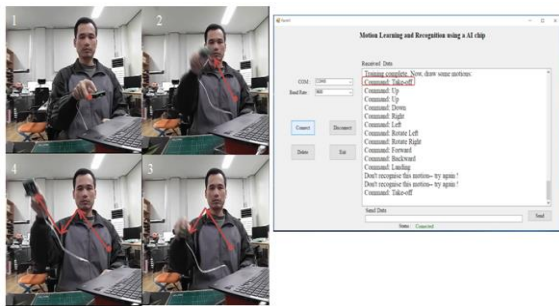 1
2
4
3
Motion Learning and Recognition using a AI chip
Received Data
Training complete. Now, draw some motions:
Command: Take-off
Command: Up
Command: Up
Command: Down
Command: Right
Command: Left
Command: Rotate Left
Command: Rotate Right
Command: Forward
Command: Backward
Command: Landing
Don't recognise this motion-- try again !
Don't recognise this motion-- try again !
Command: Take-off
COM:
Baud Rate:
Connect
Disconnect
Delete
Exit
Send Data
Send
Status:
Connected